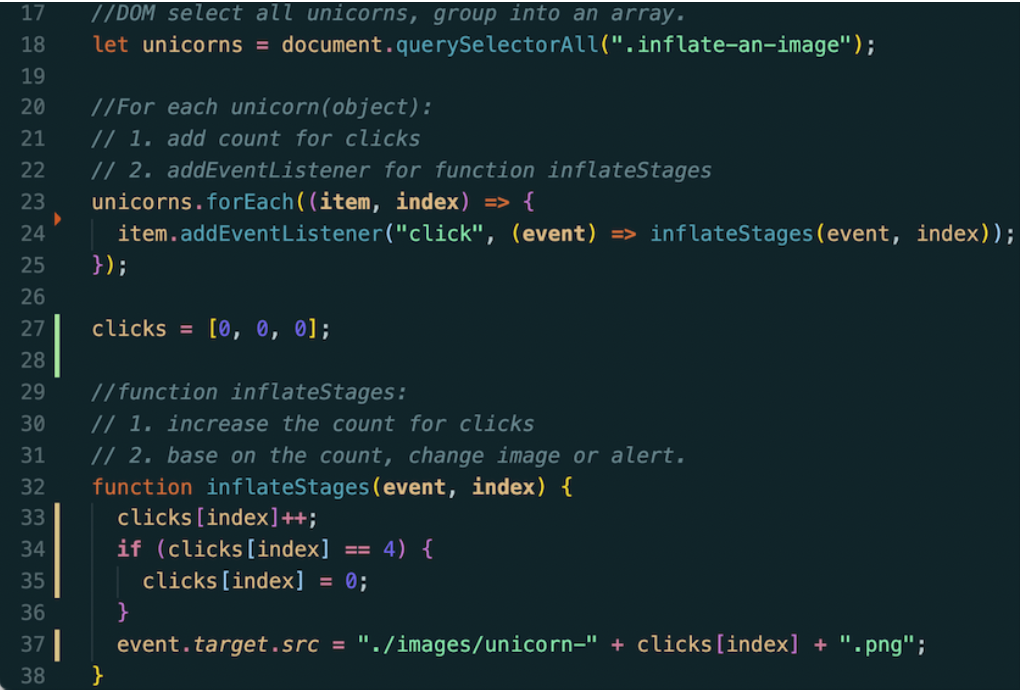 17 //DOM select all unicorns, group into an array.
18 let unicorns = document.querySelectorAll(".inflate-an-image");
19
20 //For each unicorn(object):
21 // 1. add count for clicks
22 // 2. addEventListener for function inflateStages
23 unicorns.forEach((item, index) => {
24   item.addEventListener("click", (event) => inflateStages(event, index));
25 });
26
27 clicks = [0, 0, 0];
28
29 //function inflateStages:
30 // 1. increase the count for clicks
31 // 2. base on the count, change image or alert.
32 function inflateStages(event, index) {
33   clicks[index]++;
34   if (clicks[index] == 4) {
35     clicks[index] = 0;
36   }
37   event.target.src = "./images/unicorn-" + clicks[index] + ".png";
38 }